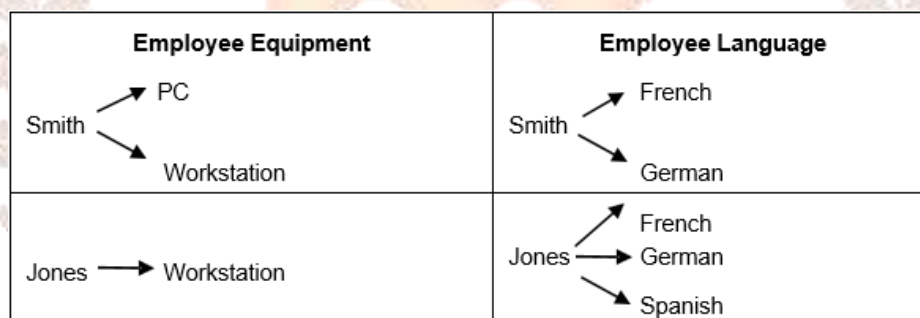 Employee Equipment
Smith
PC
Workstation
Employee Language
Smith
French
German
Jones
Workstation
Jones
French
German
Spanish